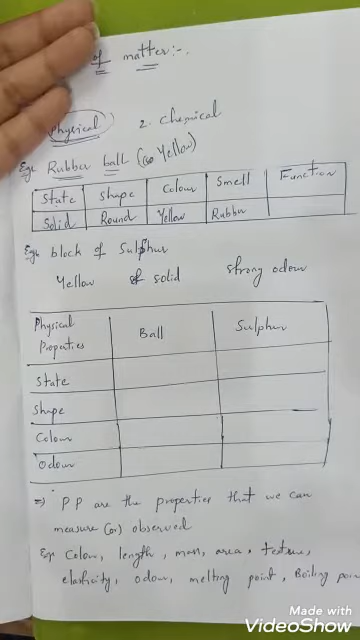 of matter:-
Physical 2. Chemical
Eg:- Rubber ball (Yellow)
State Shape Colour Smell Function
Solid Round Yellow Rubber
Eg:- block of Sulphur
Yellow solid strong odour
Physical Properties Ball Sulphur
State
Shape
Colour
Odour
=> PP are the properties that we can
measure (or) observed
Eg:- Colour, length, mass, area, texture,
elasticity, odour, melting point, Boiling poin
Made with
VideoShow